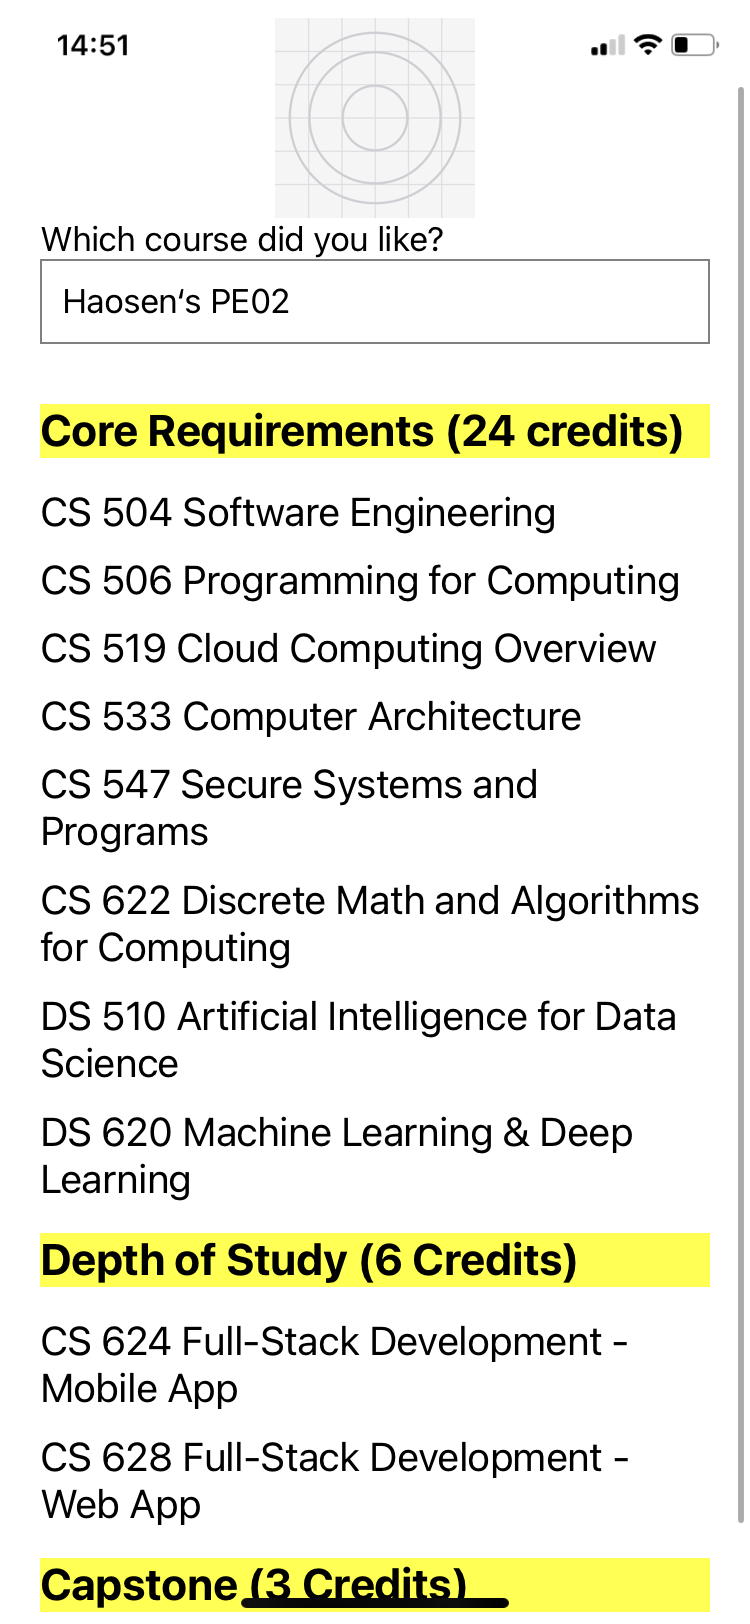 14:51
Which course did you like?
Haosen‘s PE02
Core Requirements (24 credits)
CS 504 Software Engineering
CS 506 Programming for Computing
CS 519 Cloud Computing Overview
CS 533 Computer Architecture
CS 547 Secure Systems and
Programs
CS 622 Discrete Math and Algorithms
for Computing
DS 510 Artificial Intelligence for Data
Science
DS 620 Machine Learning & Deep
Learning
Depth of Study (6 Credits)
CS 624 Full-Stack Development -
Mobile App
CS 628 Full-Stack Development -
Web App
Capstone (3 Credits)